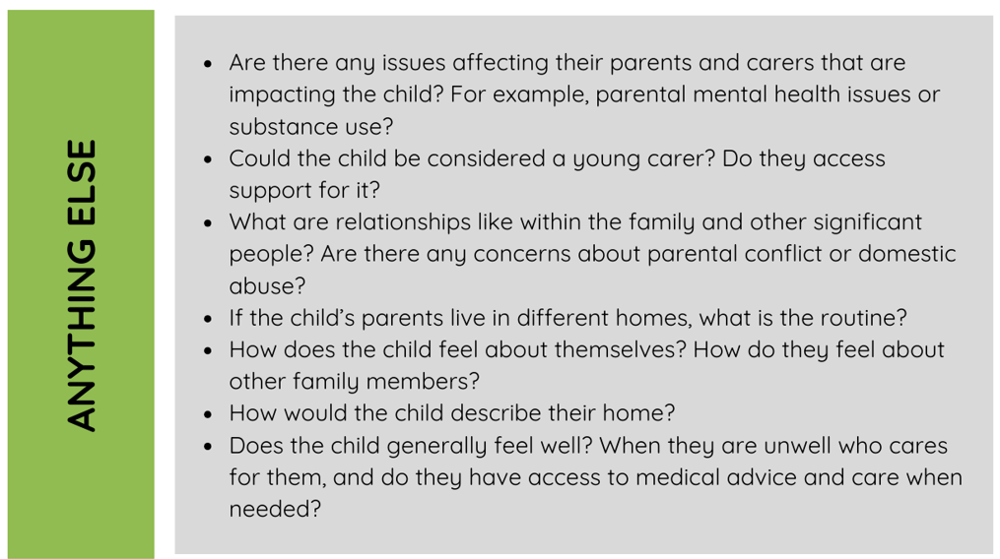 ANYTHING ELSE
• Are there any issues affecting their parents and carers that are
impacting the child? For example, parental mental health issues or
substance use?
• Could the child be considered a young carer? Do they access
support for it?
• What are relationships like within the family and other significant
people? Are there any concerns about parental conflict or domestic
abuse?
• If the child’s parents live in different homes, what is the routine?
• How does the child feel about themselves? How do they feel about
other family members?
• How would the child describe their home?
• Does the child generally feel well? When they are unwell who cares
for them, and do they have access to medical advice and care when
needed?